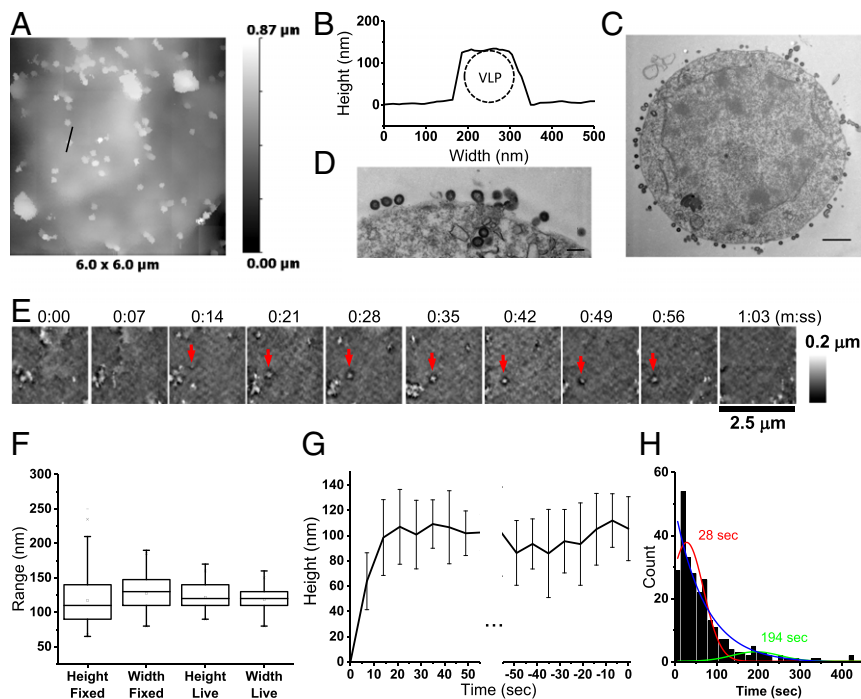 A
0.87 μm
0.00 μm
6.0 x 6.0 μm
B
Height (nm)
200
100
0
VLP
0 100 200 300 400 500
Width (nm)
C
D
E
0:00 0:07 0:14 0:21 0:28 0:35 0:42 0:49 0:56 1:03 (m:ss)
0.2 μm
2.5 μm
F
Range (nm)
300
250
200
150
100
50
Height Width Height Width
Fixed Fixed Live Live
G
Height (nm)
140
120
100
80
60
40
20
0
...
0 10 20 30 40 50 -50 -40 -30 -20 -10 0
Time (sec)
H
Count
60
40
20
0
28 sec
194 sec
0 100 200 300 400
Time (sec)